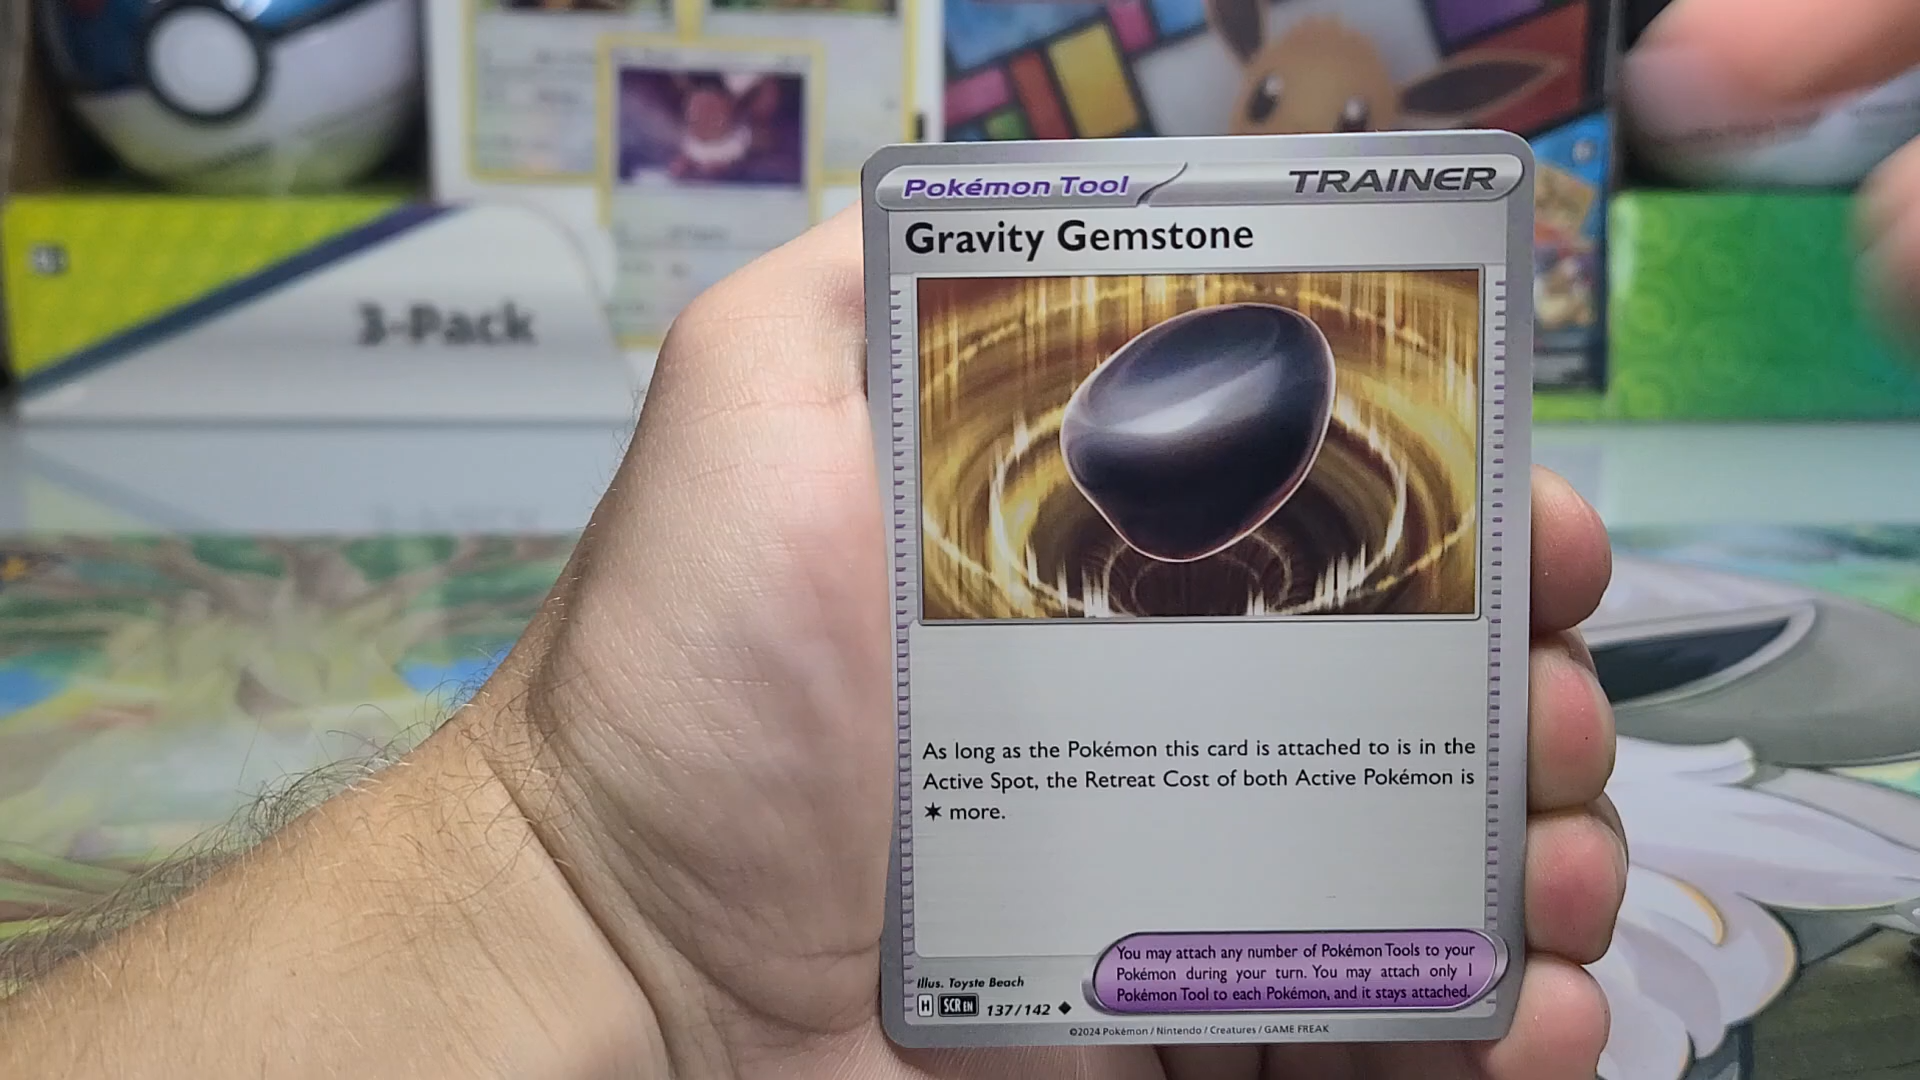 3-Pack
Pokémon Tool
TRAINER
Gravity Gemstone
As long as the Pokémon this card is attached to is in the
Active Spot, the Retreat Cost of both Active Pokémon is
✶ more.
You may attach any number of Pokémon Tools to your
Pokémon during your turn. You may attach only 1
Pokémon Tool to each Pokémon, and it stays attached.
Illus. Toyste Beach
H SCR EN 137/142 ◆
©2024 Pokémon / Nintendo / Creatures / GAME FREAK